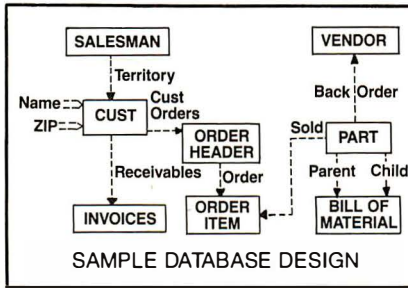 SALESMAN
VENDOR
Territory
Back Order
Name
Cust
Orders
ZIP
CUST
Sold
PART
ORDER
HEADER
Receivables
Order
Parent
Child
INVOICES
ORDER
ITEM
BILL OF
MATERIAL
SAMPLE DATABASE DESIGN